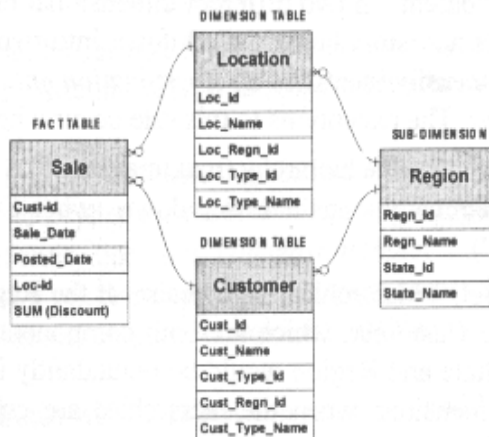 DIMENSION TABLE
Location
Loc_Id
Loc_Name
Loc_Regn_Id
Loc_Type_Id
Loc_Type_Name
FACT TABLE
Sale
Cust-id
Sale_Date
Posted_Date
Loc-id
SUM (Discount)
SUB-DIMENSION
Region
Regn_Id
Regn_Name
State_Id
State_Name
DIMENSION TABLE
Customer
Cust_Id
Cust_Name
Cust_Type_Id
Cust_Regn_Id
Cust_Type_Name